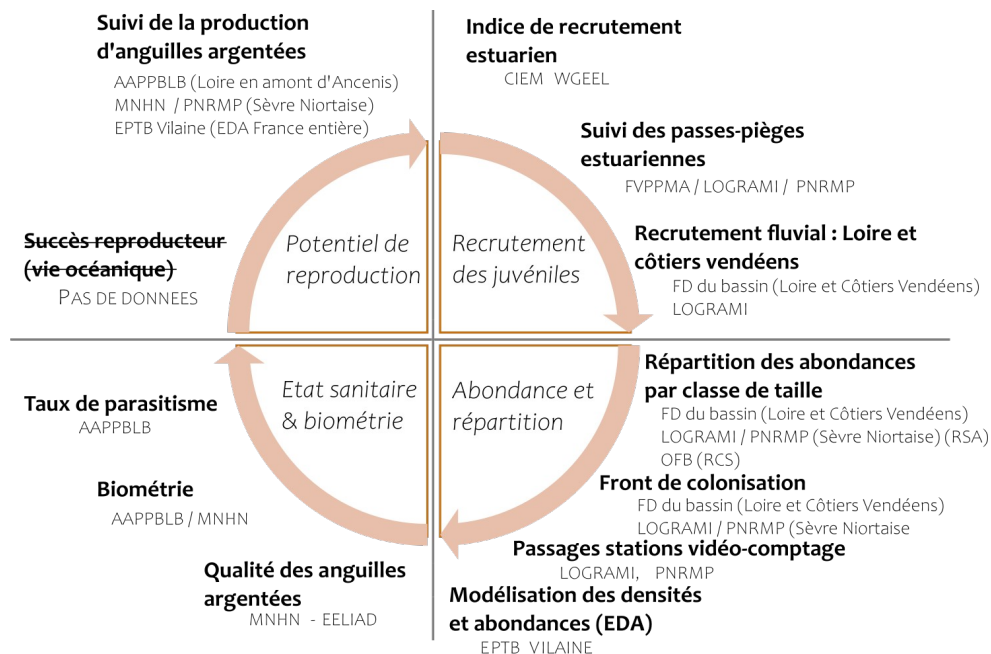 Suivi de la production
d'anguilles argentées
AAPPBLB (Loire en amont d'Ancenis)
MNHN / PNRMP (Sèvre Niortaise)
EPTB Vilaine (EDA France entière)
Indice de recrutement
estuarien
CIEM WGEEL
Suivi des passes-pièges
estuariennes
FVPPMA / LOGRAMI / PNRMP
Recrutement fluvial : Loire et
côtiers vendéens
FD du bassin (Loire et Côtiers Vendéens)
LOGRAMI
Succès reproducteur
(vie océanique)
PAS DE DONNEES
Potentiel de
reproduction
Recrutement
des juvéniles
Etat sanitaire
& biométrie
Abondance et
répartition
Répartition des abondances
par classe de taille
FD du bassin (Loire et Côtiers Vendéens)
LOGRAMI / PNRMP (Sèvre Niortaise) (RSA)
OFB (RCS)
Front de colonisation
FD du bassin (Loire et Côtiers Vendéens)
LOGRAMI / PNRMP (Sèvre Niortaise
Passages stations vidéo-comptage
LOGRAMI, PNRMP
Modélisation des densités
et abondances (EDA)
EPTB VILAINE
Taux de parasitisme
AAPPBLB
Biométrie
AAPPBLB / MNHN
Qualité des anguilles
argentées
MNHN - EELIAD